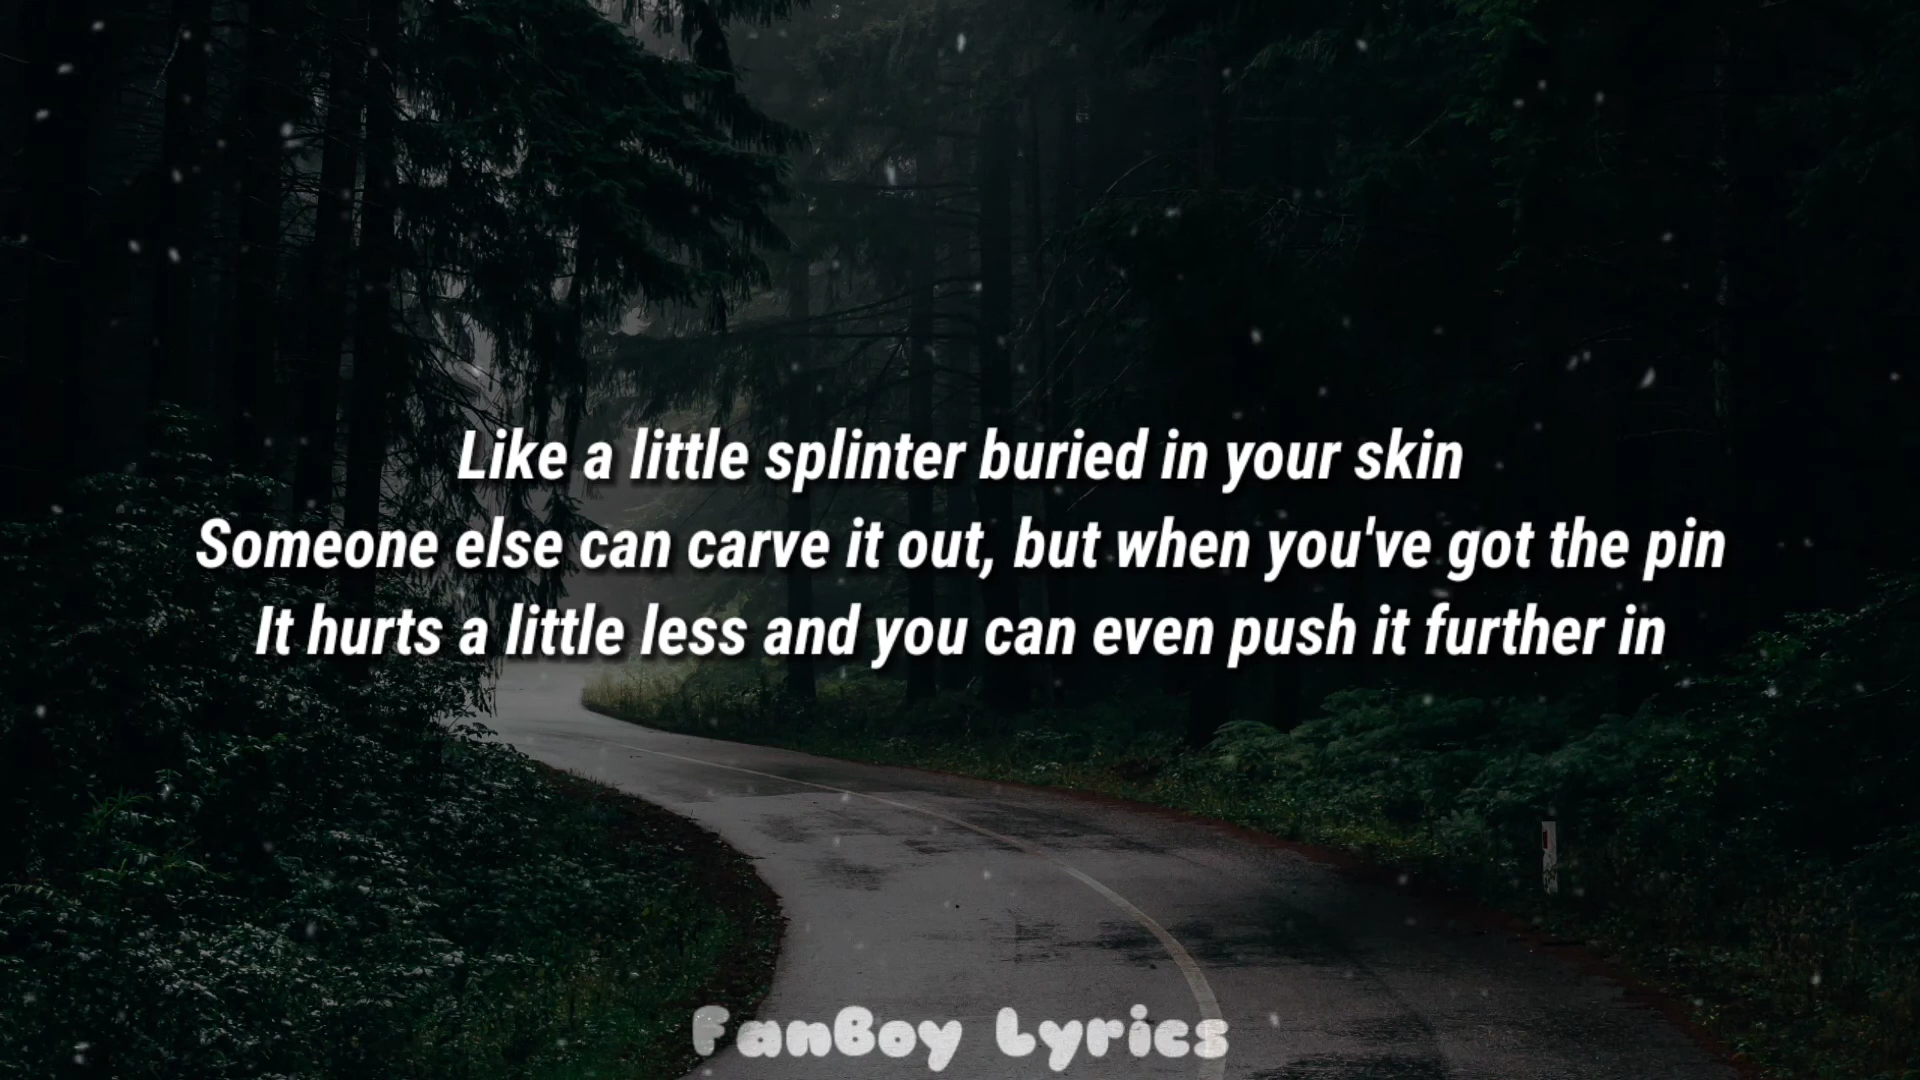 Like a little splinter buried in your skin
Someone else can carve it out, but when you've got the pin
It hurts a little less and you can even push it further in
FanBoy Lyrics